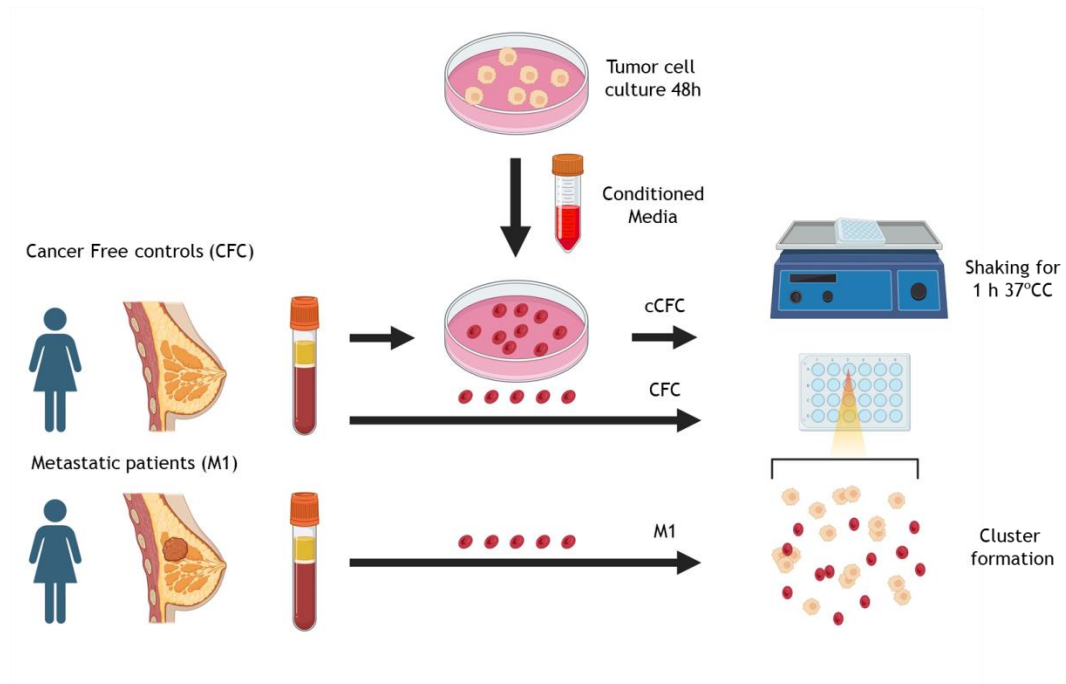 Tumor cell
culture 48h
Conditioned
Media
Cancer Free controls (CFC)
cCFC
Shaking for
1 h 37ºCC
CFC
Metastatic patients (M1)
M1
Cluster
formation